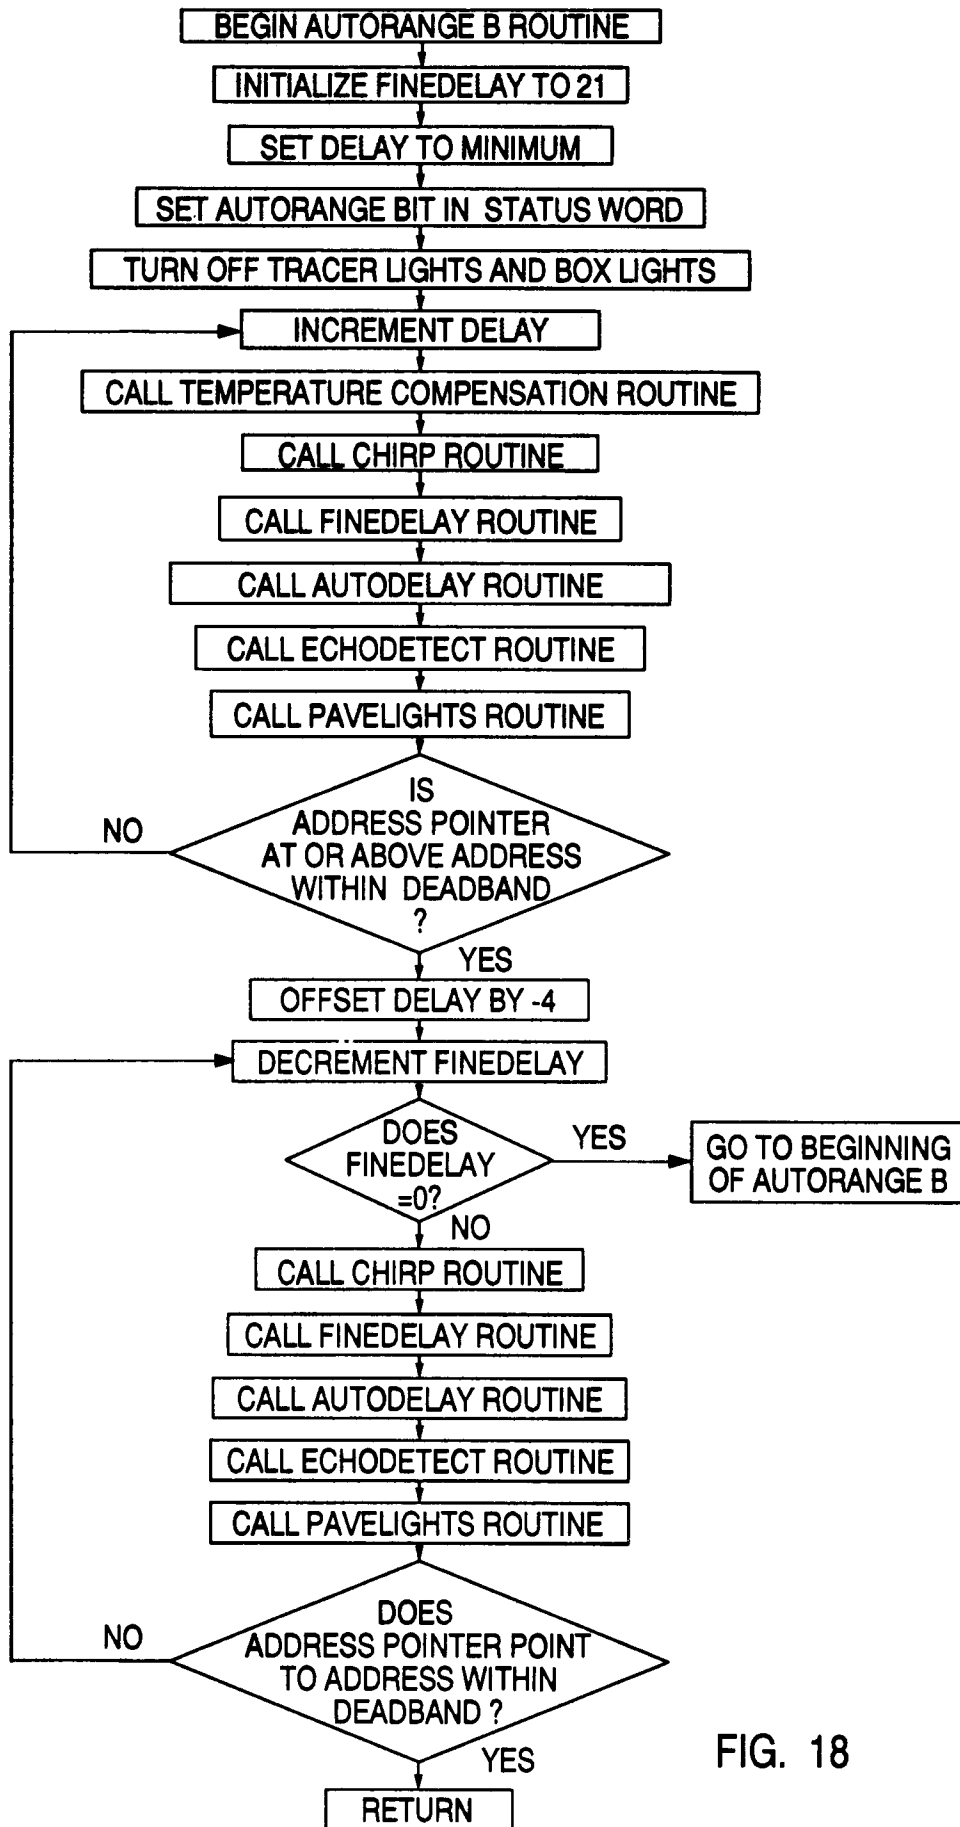 BEGIN AUTORANGE B ROUTINE
INITIALIZE FINEDELAY TO 21
SET DELAY TO MINIMUM
SET AUTORANGE BIT IN STATUS WORD
TURN OFF TRACER LIGHTS AND BOX LIGHTS
INCREMENT DELAY
CALL TEMPERATURE COMPENSATION ROUTINE
CALL CHIRP ROUTINE
CALL FINEDELAY ROUTINE
CALL AUTODELAY ROUTINE
CALL ECHODETECT ROUTINE
CALL PAVELIGHTS ROUTINE
IS
ADDRESS POINTER
AT OR ABOVE ADDRESS
WITHIN DEADBAND
?
NO
YES
OFFSET DELAY BY -4
DECREMENT FINEDELAY
DOES
FINEDELAY
=0?
YES
GO TO BEGINNING
OF AUTORANGE B
NO
CALL CHIRP ROUTINE
CALL FINEDELAY ROUTINE
CALL AUTODELAY ROUTINE
CALL ECHODETECT ROUTINE
CALL PAVELIGHTS ROUTINE
DOES
ADDRESS POINTER POINT
TO ADDRESS WITHIN
DEADBAND ?
NO
YES
RETURN
FIG. 18